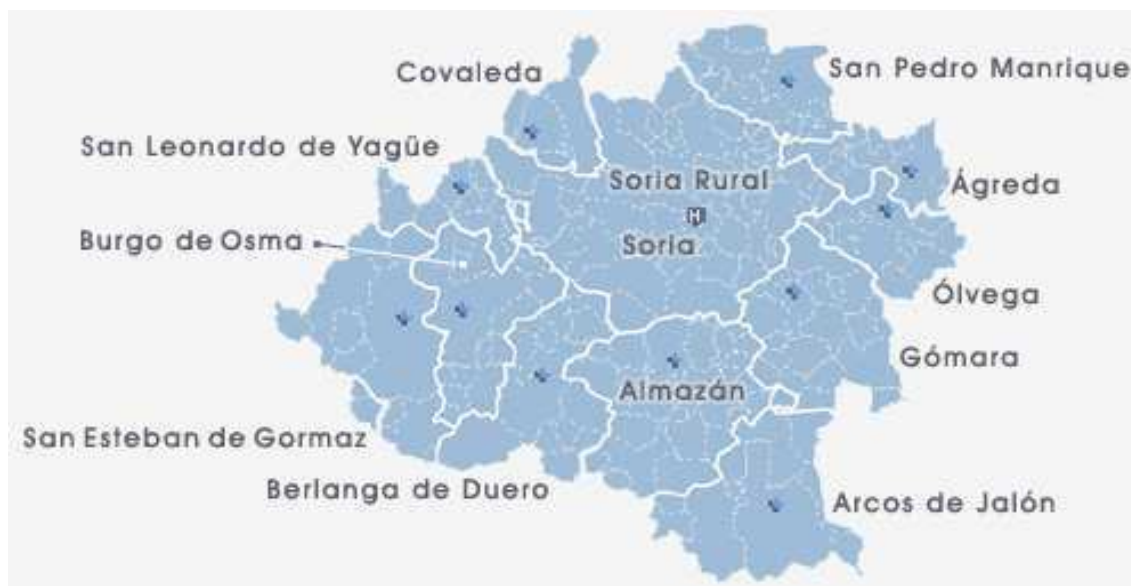 Covaleda
San Pedro Manrique
San Leonardo de Yagüe
Soria Rural
Ágreda
H
Burgo de Osma
Soria
Ólvega
Gómara
Almazán
San Esteban de Gormaz
Berlanga de Duero
Arcos de Jalón